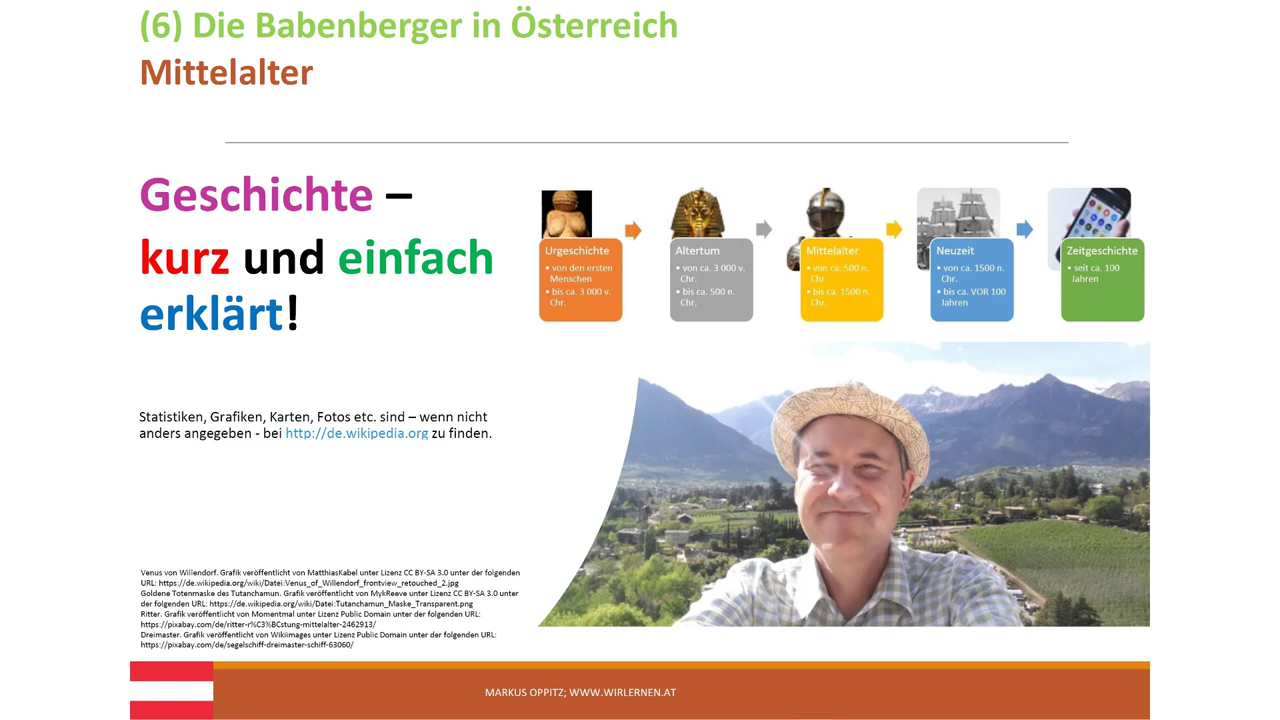 (6) Die Babenberger in Österreich
Mittelalter
Geschichte –
kurz und einfach
erklärt!
Urgeschichte
• von den ersten
Menschen
• bis ca. 3 000 v.
Chr.
Altertum
• von ca. 3 000 v.
Chr.
• bis ca. 500 n.
Chr.
Mittelalter
• von ca. 500 n.
Chr.
• bis ca. 1500 n.
Chr.
Neuzeit
• von ca. 1500 n.
Chr.
• bis ca. VOR 100
Jahren
Zeitgeschichte
• seit ca. 100
Jahren
Statistiken, Grafiken, Karten, Fotos etc. sind – wenn nicht
anders angegeben - bei http://de.wikipedia.org zu finden.
Venus von Willendorf. Grafik veröffentlicht von MatthiasKabel unter Lizenz CC BY-SA 3.0 unter der folgenden
URL: https://de.wikipedia.org/wiki/Datei:Venus_of_Willendorf_frontview_retouched_2.jpg
Goldene Totenmaske des Tutanchamun. Grafik veröffentlicht von MykReeve unter Lizenz CC BY-SA 3.0 unter
der folgenden URL: https://de.wikipedia.org/wiki/Datei:Tutanchamun_Maske_Transparent.png
Ritter. Grafik veröffentlicht von Momentmal unter Lizenz Public Domain unter der folgenden URL:
https://pixabay.com/de/ritter-r%C3%BCstung-mittelalter-2462913/
Dreimaster. Grafik veröffentlicht von Wikiimages unter Lizenz Public Domain unter der folgenden URL:
https://pixabay.com/de/segelschiff-dreimaster-schiff-63060/
MARKUS OPPITZ; WWW.WIRLERNEN.AT